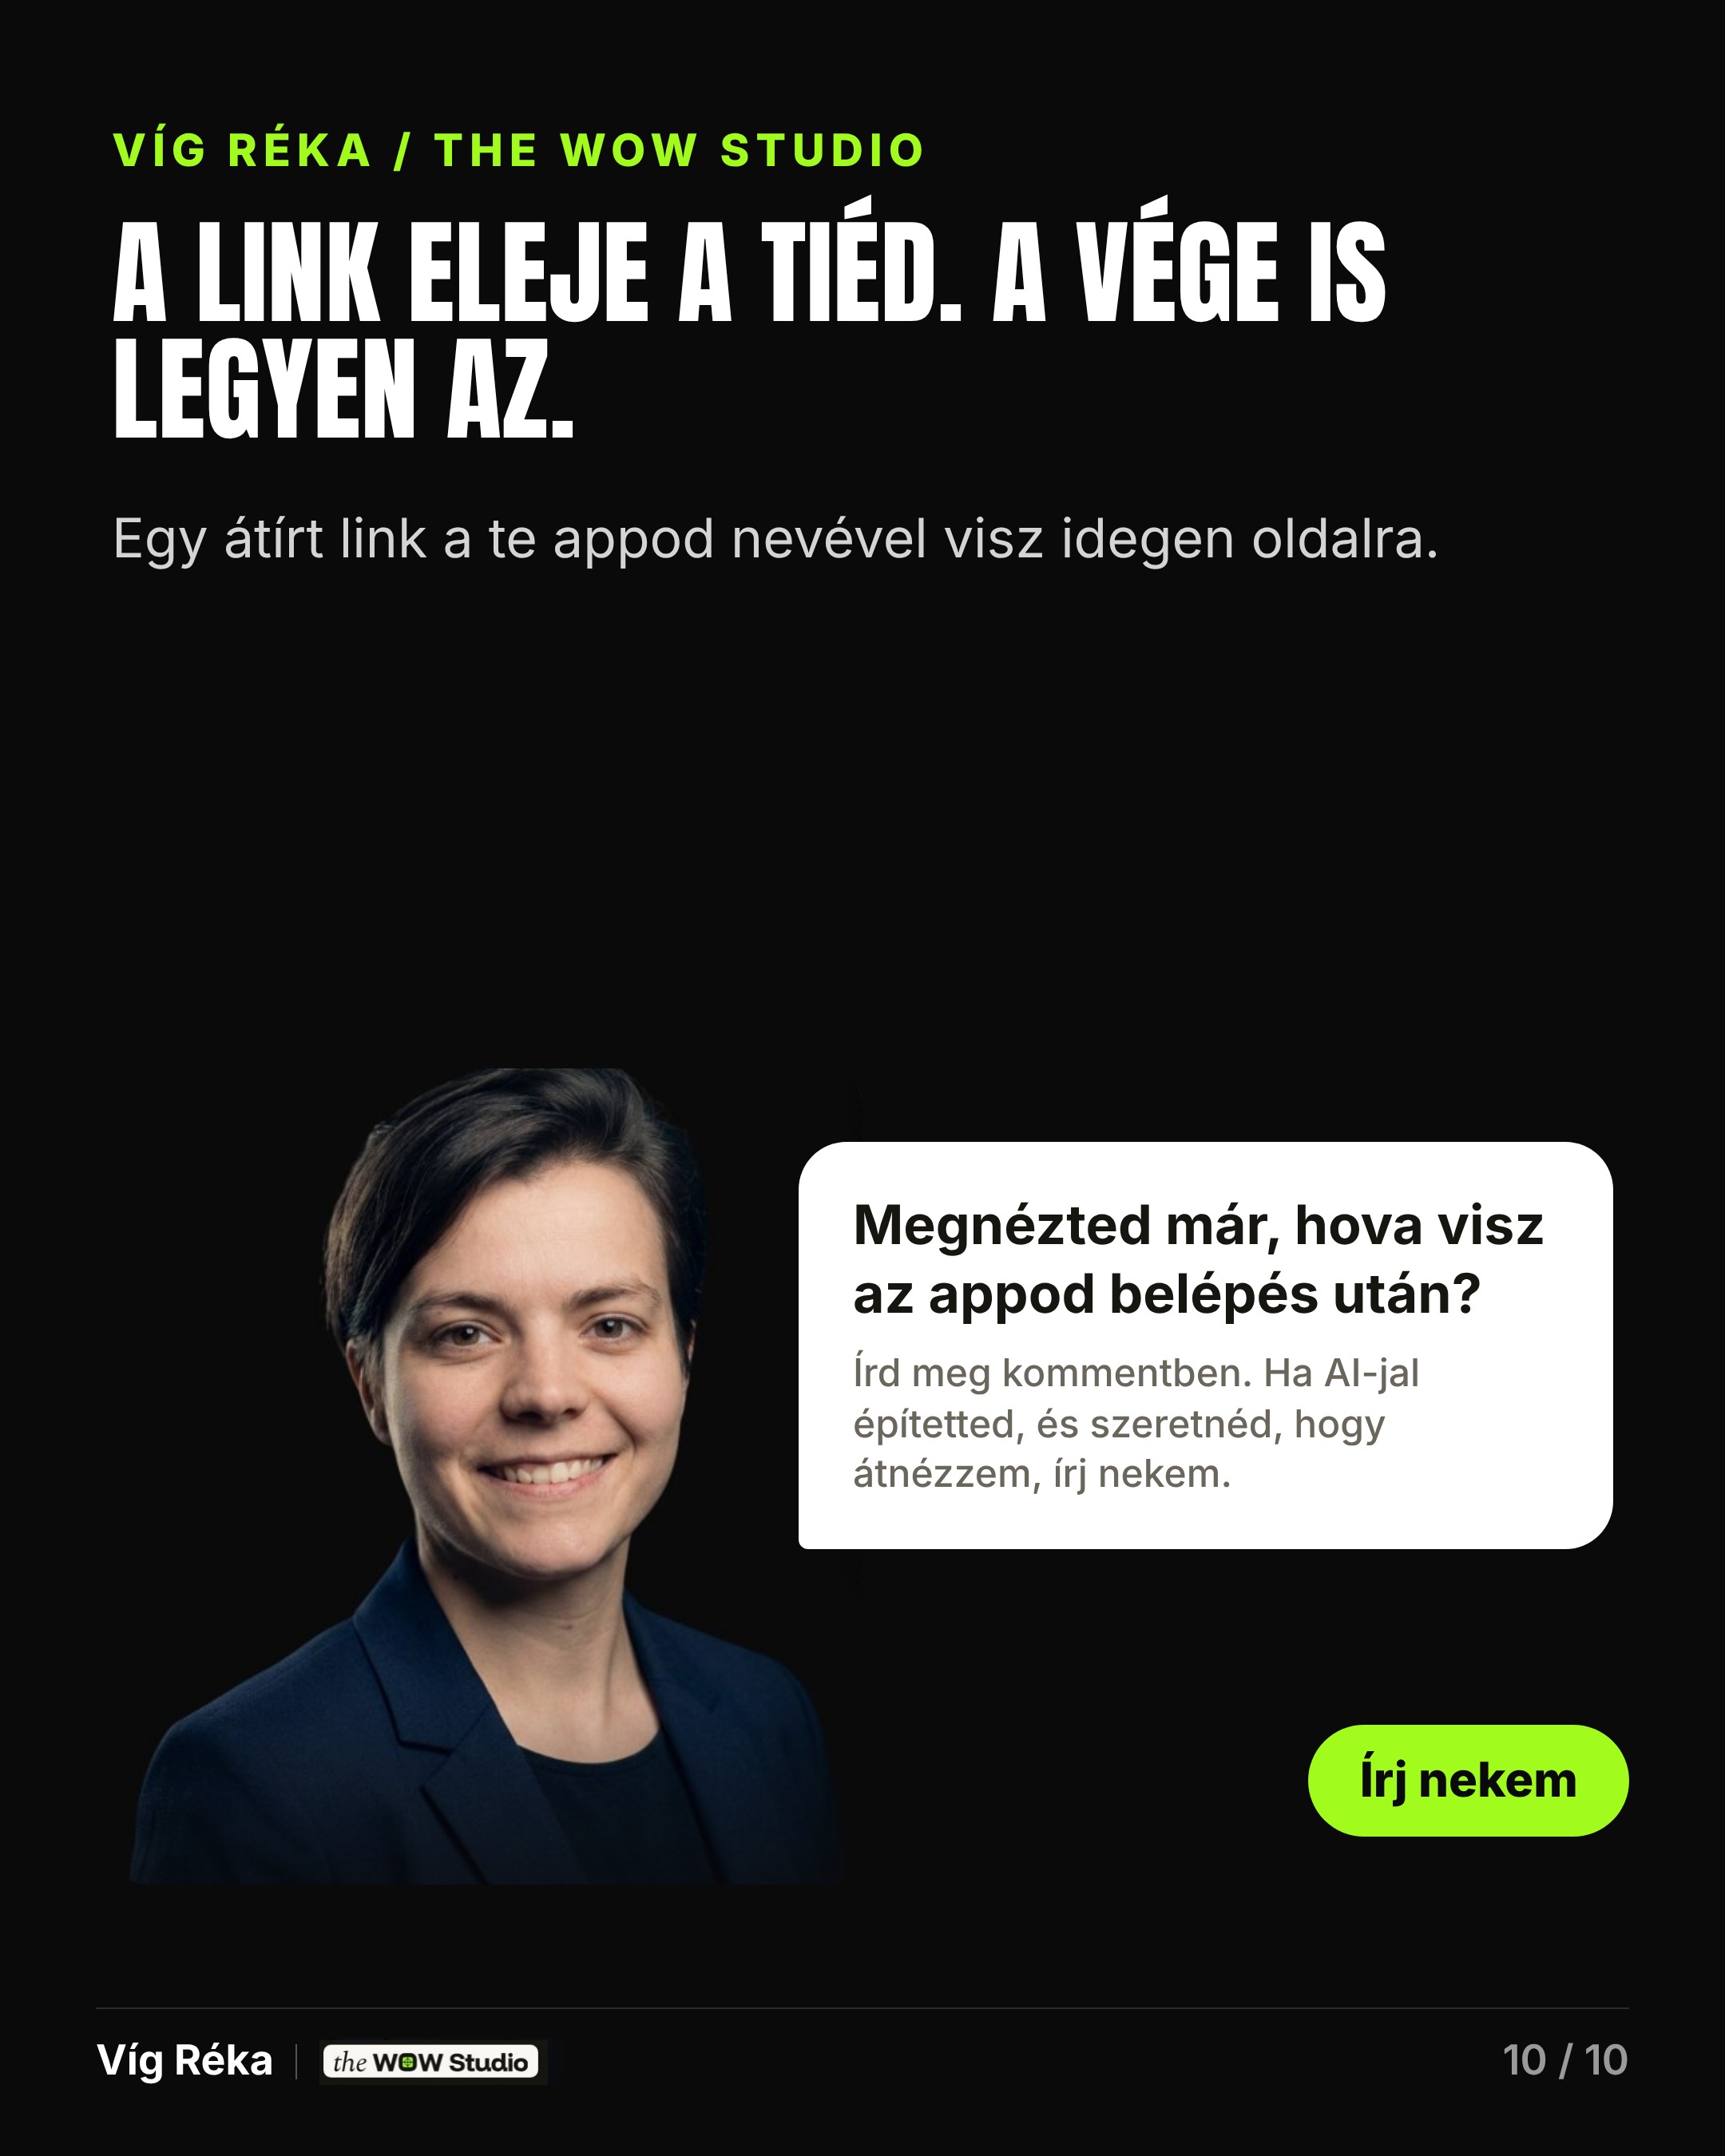 VÍG RÉKA / THE WOW STUDIO
A LINK ELEJE A TIÉD. A VÉGE IS
LEGYEN AZ.
Egy átírt link a te appod nevével visz idegen oldalra.
Megnézted már, hova visz
az appod belépés után?
Írd meg kommentben. Ha AI-jal
építetted, és szeretnéd, hogy
átnézzem, írj nekem.
Írj nekem
Víg Réka
the WOW Studio
10 / 10